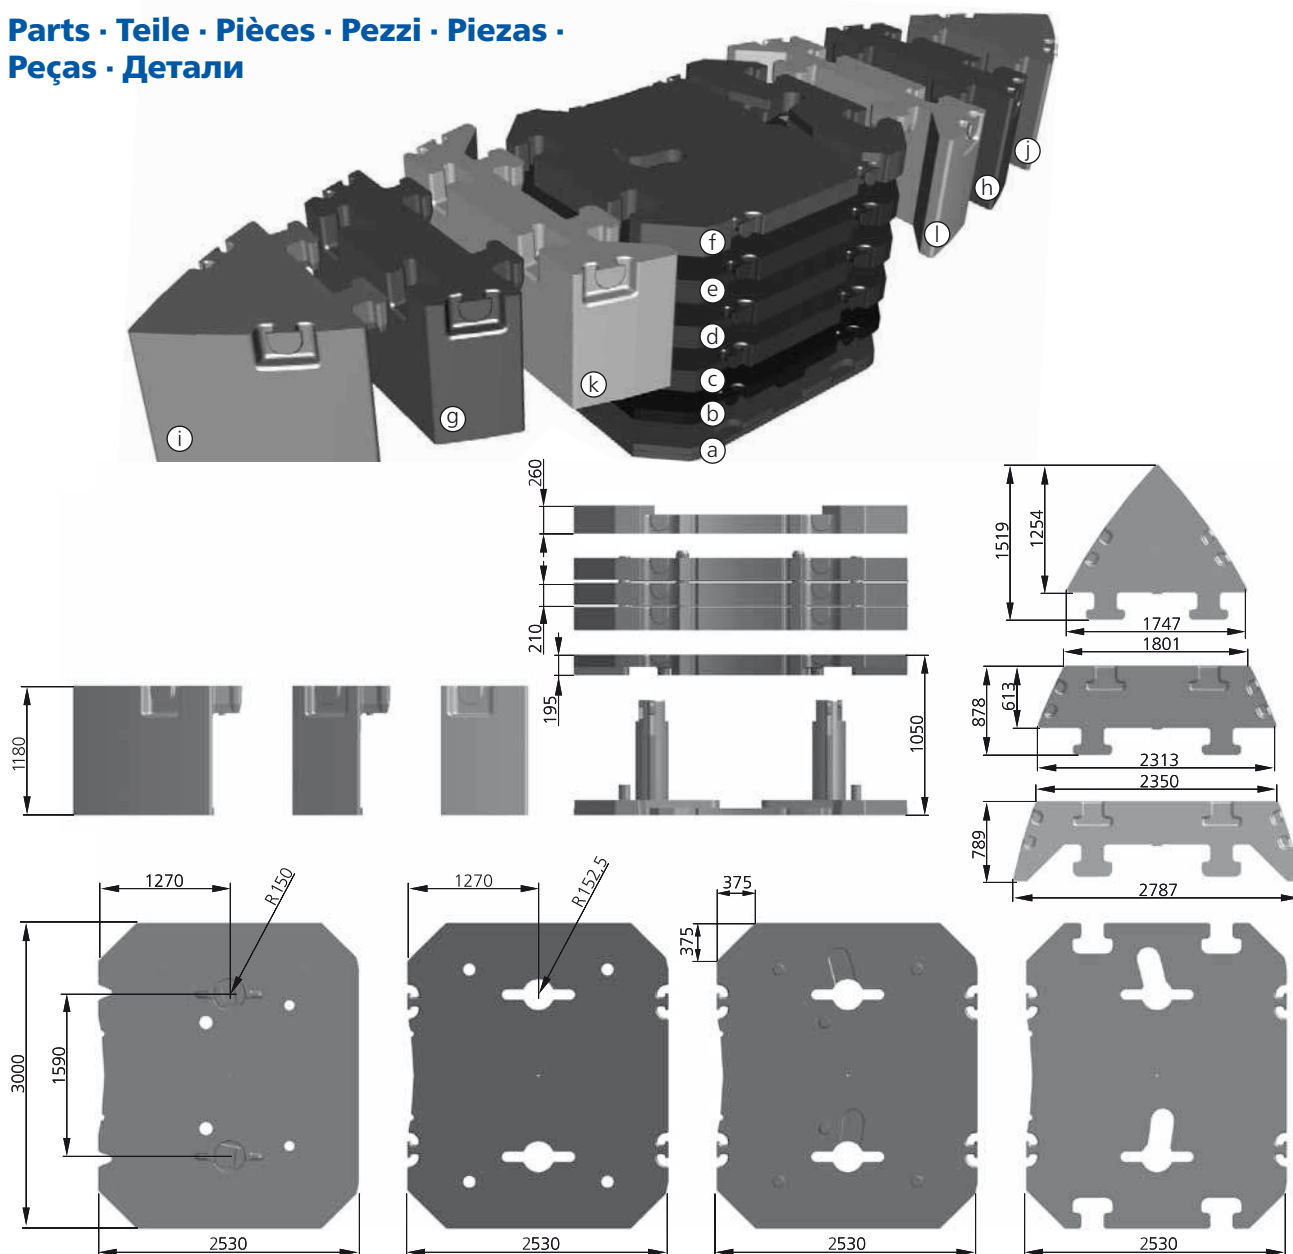 Parts · Teile · Pièces · Pezzi · Piezas ·
Peças · Детали
j
h
l
f
e
d
c
k
b
g
i
a
260
210
195
1050
1180
1519
1254
1747
1801
878
613
2313
2350
789
2787
1270
R150
1270
R152,5
375
375
3000
1590
2530
2530
2530
2530